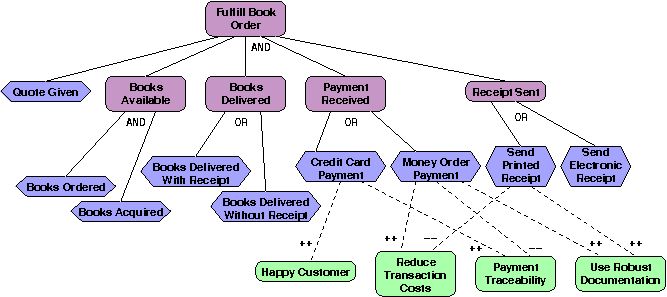 Fulfill Book
Order
AND
Quote Given
Books
Available
Books
Delivered
Payment
Received
Receipt Sent
AND
OR
OR
OR
Books Ordered
Books Acquired
Books Delivered
With Receipt
Books Delivered
Without Receipt
Credit Card
Payment
Money Order
Payment
Send
Printed
Receipt
Send
Electronic
Receipt
++
++
--
++
--
++
++
Happy Customer
Reduce
Transaction
Costs
Payment
Traceability
Use Robust
Documentation